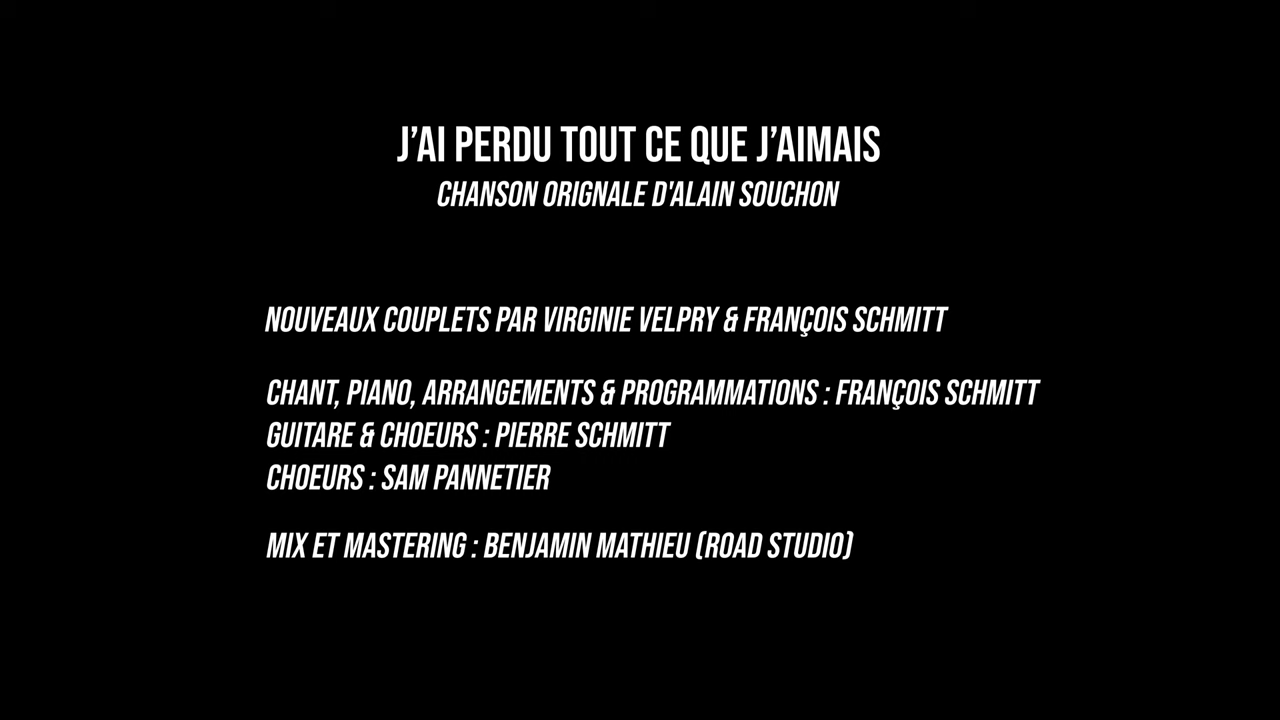 J'AI PERDU TOUT CE QUE J'AIMAIS
CHANSON ORIGNALE D'ALAIN SOUCHON
NOUVEAUX COUPLETS PAR VIRGINIE VELPRY & FRANÇOIS SCHMITT
CHANT, PIANO, ARRANGEMENTS & PROGRAMMATIONS : FRANÇOIS SCHMITT
GUITARE & CHOEURS : PIERRE SCHMITT
CHOEURS : SAM PANNETIER
MIX ET MASTERING : BENJAMIN MATHIEU (ROAD STUDIO)